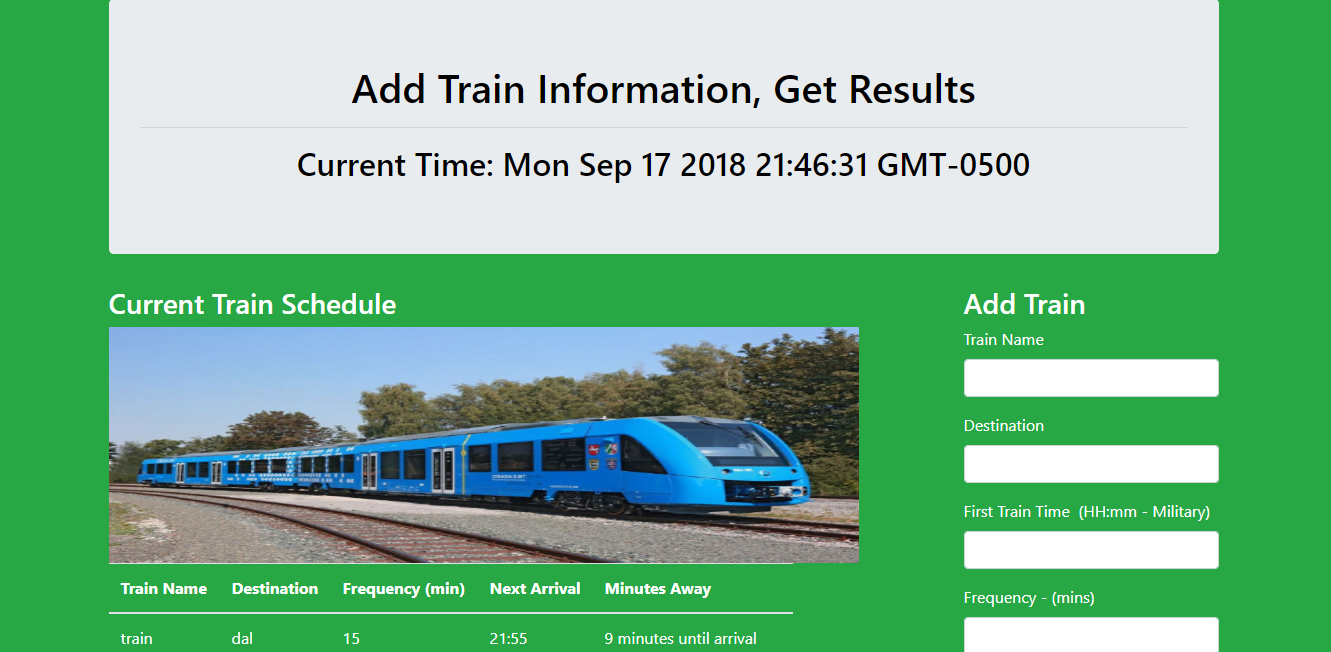 Add Train Information, Get Results
Current Time: Mon Sep 17 2018 21:46:31 GMT-0500
Current Train Schedule
Train Name Destination Frequency (min) Next Arrival Minutes Away
train dal 15 21:55 9 minutes until arrival
Add Train
Train Name
Destination
First Train Time (HH:mm - Military)
Frequency - (mins)